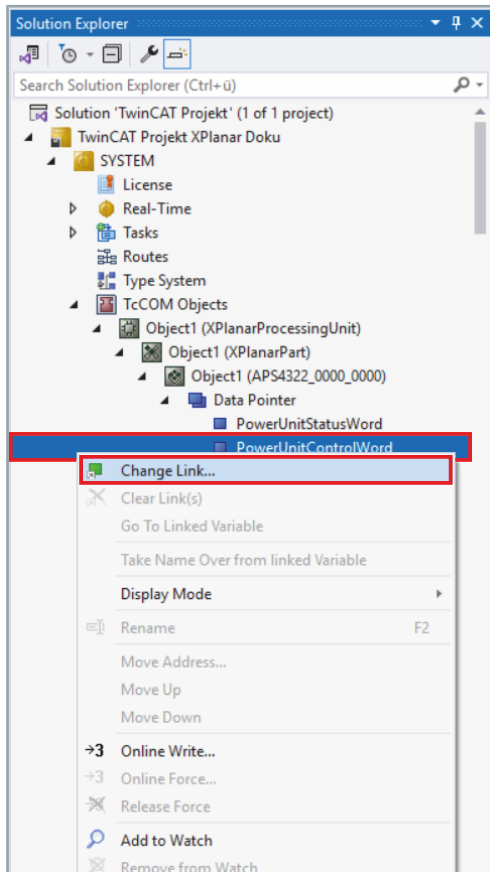 Solution Explorer
Search Solution Explorer (Ctrl+ü)
Solution 'TwinCAT Projekt' (1 of 1 project)
TwinCAT Projekt XPlanar Doku
SYSTEM
License
Real-Time
Tasks
Routes
Type System
TcCOM Objects
Object1 (XPlanarProcessingUnit)
Object1 (XPlanarPart)
Object1 (APS4322_0000_0000)
Data Pointer
PowerUnitStatusWord
PowerUnitControlWord
Change Link...
Clear Link(s)
Go To Linked Variable
Take Name Over from linked Variable
Display Mode
Rename F2
Move Address...
Move Up
Move Down
→3 Online Write...
→3 Online Force...
Release Force
Add to Watch
Remove from Watch